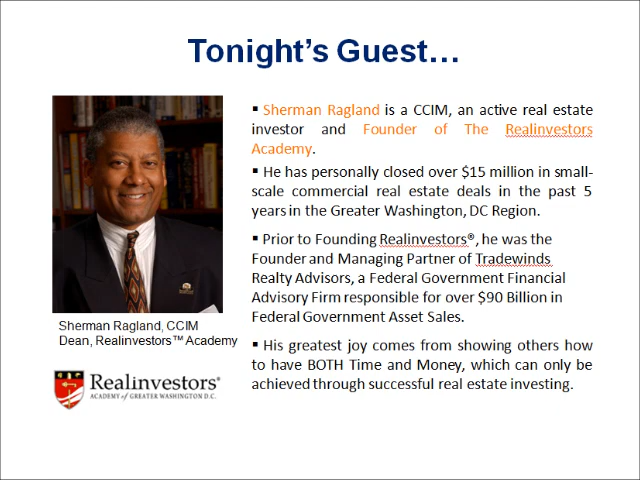 Tonight's Guest…
▪ Sherman Ragland is a CCIM, an active real estate
investor and Founder of The Realinvestors
Academy.
▪ He has personally closed over $15 million in small-
scale commercial real estate deals in the past 5
years in the Greater Washington, DC Region.
▪ Prior to Founding Realinvestors®, he was the
Founder and Managing Partner of Tradewinds
Realty Advisors, a Federal Government Financial
Advisory Firm responsible for over $90 Billion in
Federal Government Asset Sales.
▪ His greatest joy comes from showing others how
to have BOTH Time and Money, which can only be
achieved through successful real estate investing.
Sherman Ragland, CCIM
Dean, Realinvestors™ Academy
Realinvestors®
ACADEMY of GREATER WASHINGTON D.C.